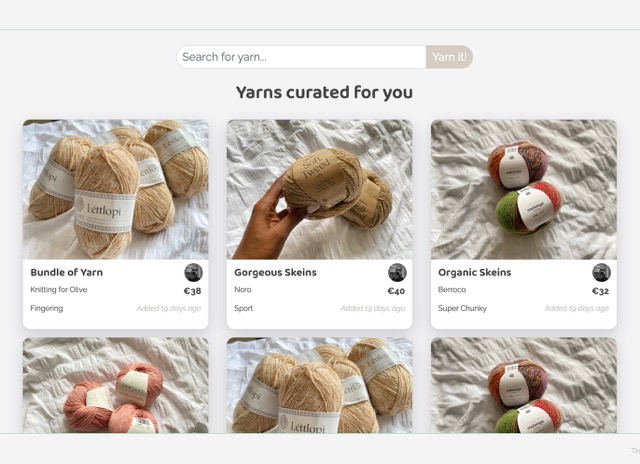 Search for yarn...
Yarn it!
Yarns curated for you
Lettlopi
Soft
Tweed
Bundle of Yarn
Knitting for Olive
€38
Fingering
Added 19 days ago
Gorgeous Skeins
Noro
€40
Sport
Added 19 days ago
Organic Skeins
Berroco
€32
Super Chunky
Added 19 days ago
Lettlopi
Th